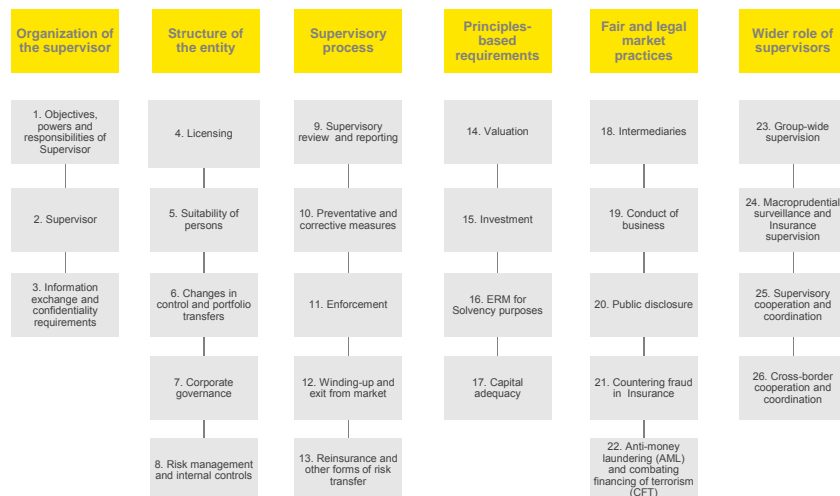 Organization of
the supervisor
1. Objectives,
powers and
responsibilities of
Supervisor
2. Supervisor
3. Information
exchange and
confidentiality
requirements
Structure of
the entity
4. Licensing
5. Suitability of
persons
6. Changes in
control and portfolio
transfers
7. Corporate
governance
8. Risk management
and internal controls
Supervisory
process
9. Supervisory
review and reporting
10. Preventative and
corrective measures
11. Enforcement
12. Winding-up and
exit from market
13. Reinsurance and
other forms of risk
transfer
Principles-
based
requirements
14. Valuation
15. Investment
16. ERM for
Solvency purposes
17. Capital
adequacy
Fair and legal
market
practices
18. Intermediaries
19. Conduct of
business
20. Public disclosure
21. Countering fraud
in Insurance
22. Anti-money
laundering (AML)
and combating
financing of terrorism
(CFT)
Wider role of
supervisors
23. Group-wide
supervision
24. Macroprudential
surveillance and
Insurance
supervision
25. Supervisory
cooperation and
coordination
26. Cross-border
cooperation and
coordination